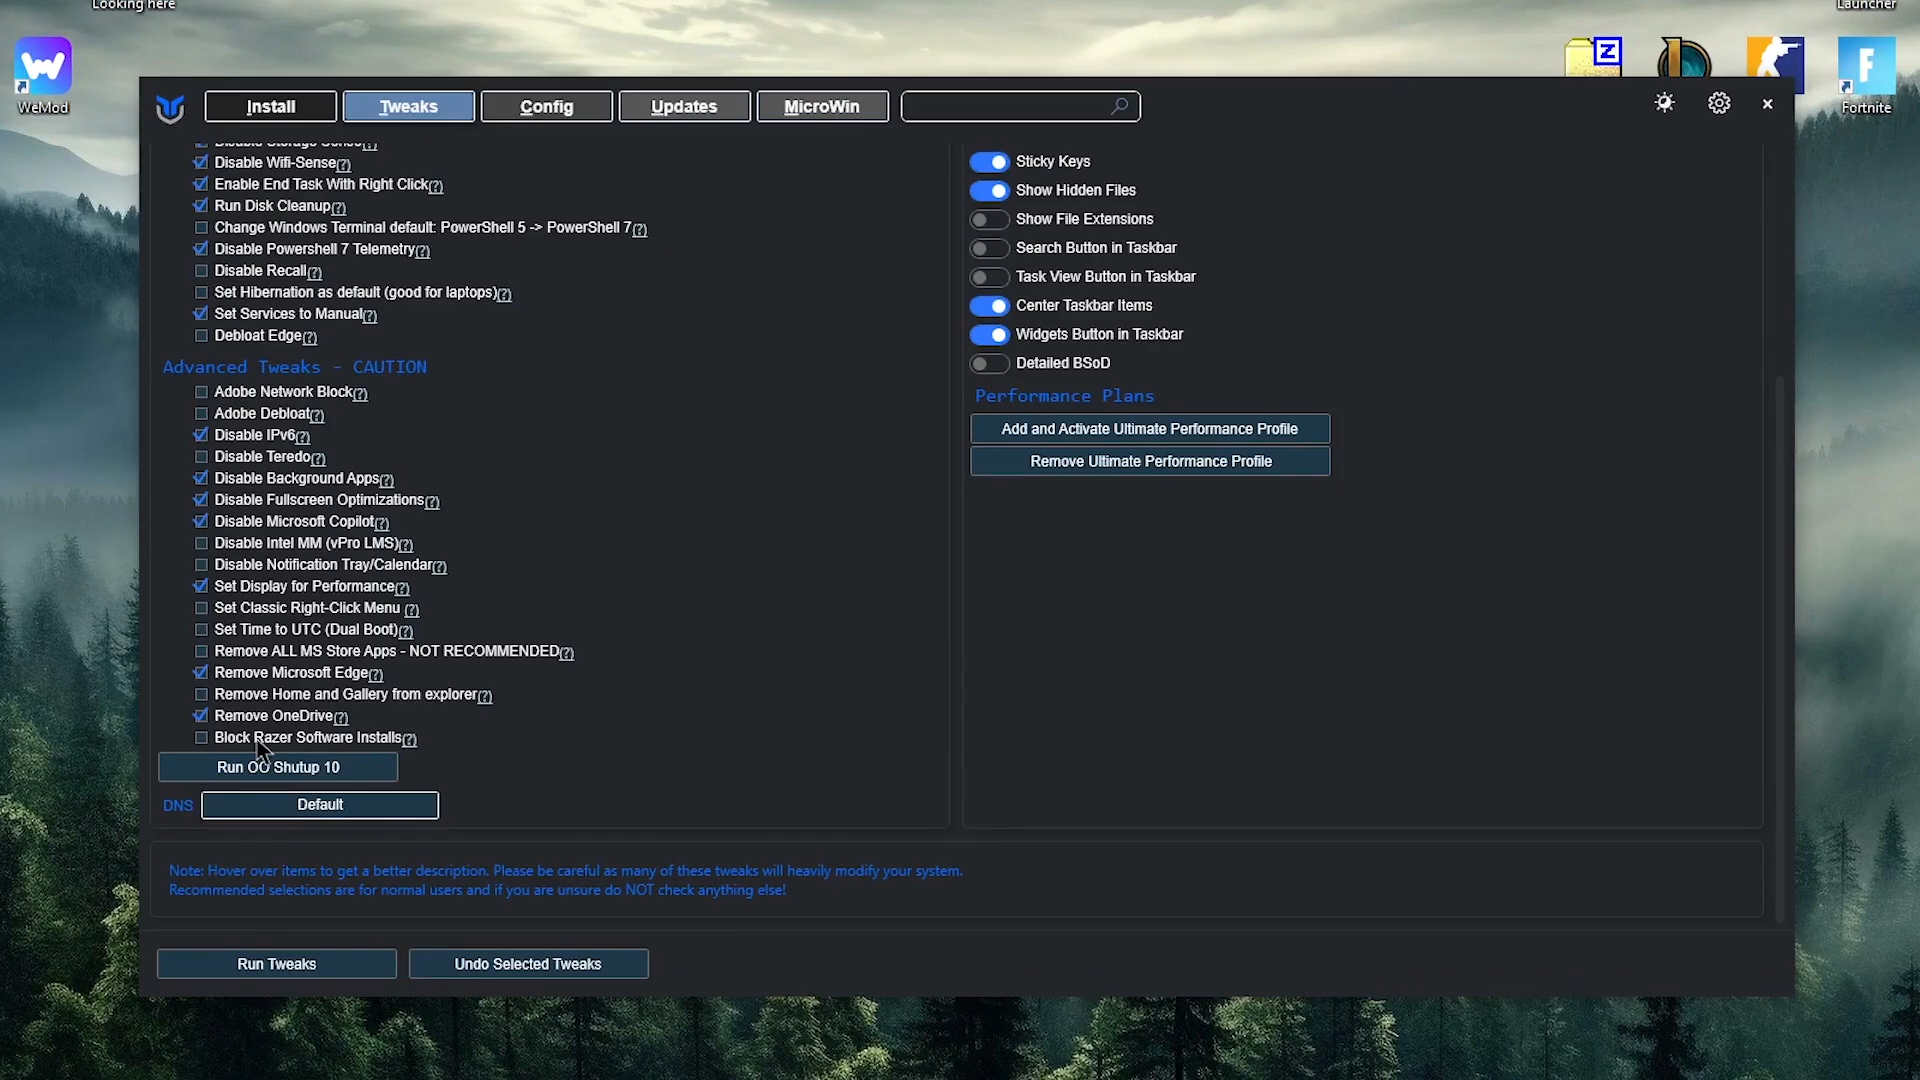 Looking here
Launcher
WeMod
Z
Fortnite
Install
Tweaks
Config
Updates
MicroWin
Disable Storage Sense(?)
Disable Wifi-Sense(?)
Enable End Task With Right Click(?)
Run Disk Cleanup(?)
Change Windows Terminal default: PowerShell 5 -> PowerShell 7(?)
Disable Powershell 7 Telemetry(?)
Disable Recall(?)
Set Hibernation as default (good for laptops)(?)
Set Services to Manual(?)
Debloat Edge(?)
Advanced Tweaks - CAUTION
Adobe Network Block(?)
Adobe Debloat(?)
Disable IPv6(?)
Disable Teredo(?)
Disable Background Apps(?)
Disable Fullscreen Optimizations(?)
Disable Microsoft Copilot(?)
Disable Intel MM (vPro LMS)(?)
Disable Notification Tray/Calendar(?)
Set Display for Performance(?)
Set Classic Right-Click Menu (?)
Set Time to UTC (Dual Boot)(?)
Remove ALL MS Store Apps - NOT RECOMMENDED(?)
Remove Microsoft Edge(?)
Remove Home and Gallery from explorer(?)
Remove OneDrive(?)
Block Razer Software Installs(?)
Run OO Shutup 10
DNS
Default
Sticky Keys
Show Hidden Files
Show File Extensions
Search Button in Taskbar
Task View Button in Taskbar
Center Taskbar Items
Widgets Button in Taskbar
Detailed BSoD
Performance Plans
Add and Activate Ultimate Performance Profile
Remove Ultimate Performance Profile
Note: Hover over items to get a better description. Please be careful as many of these tweaks will heavily modify your system.
Recommended selections are for normal users and if you are unsure do NOT check anything else!
Run Tweaks
Undo Selected Tweaks